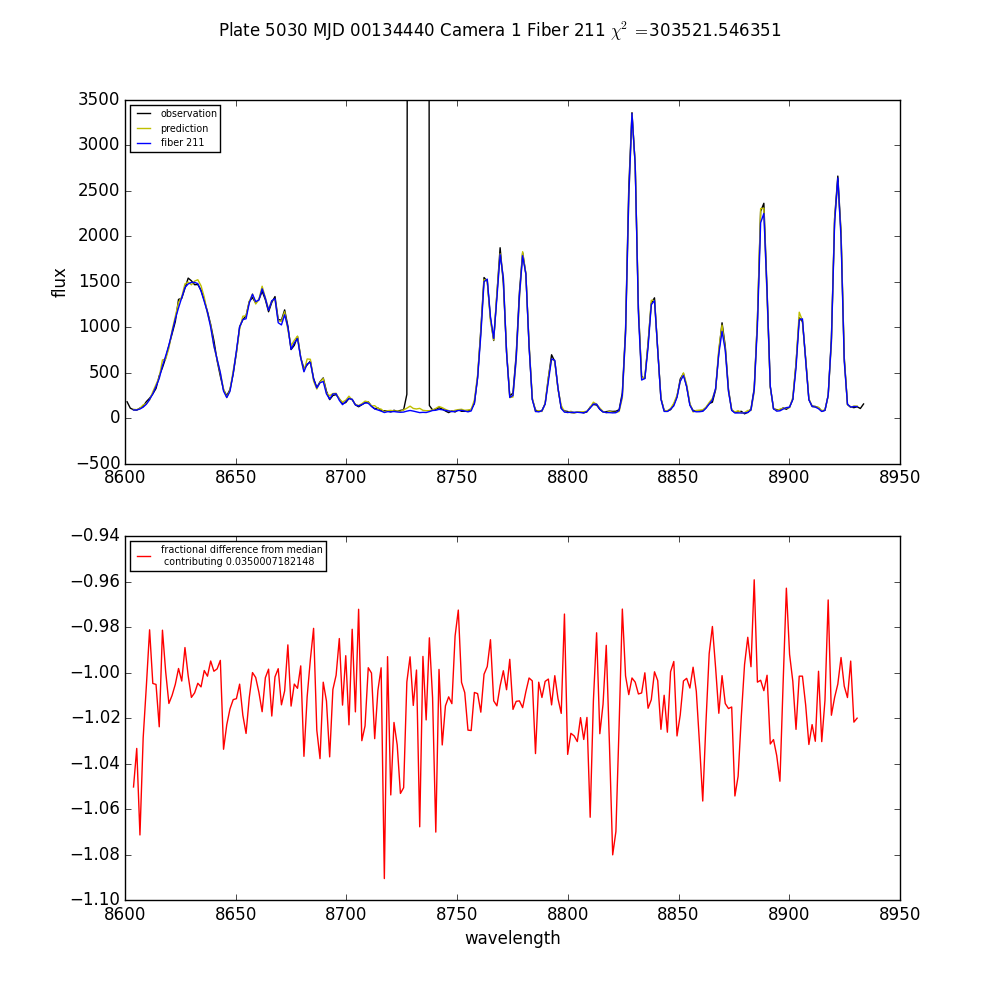 Plate 5030 MJD 00134440 Camera 1 Fiber 211 χ² =303521.546351
3500
3000
2500
2000
1500
1000
500
0
−500
flux
observation
prediction
fiber 211
8600 8650 8700 8750 8800 8850 8900 8950
−0.94
−0.96
−0.98
−1.00
−1.02
−1.04
−1.06
−1.08
−1.10
fractional difference from median
contributing 0.0350007182148
8600 8650 8700 8750 8800 8850 8900 8950
wavelength